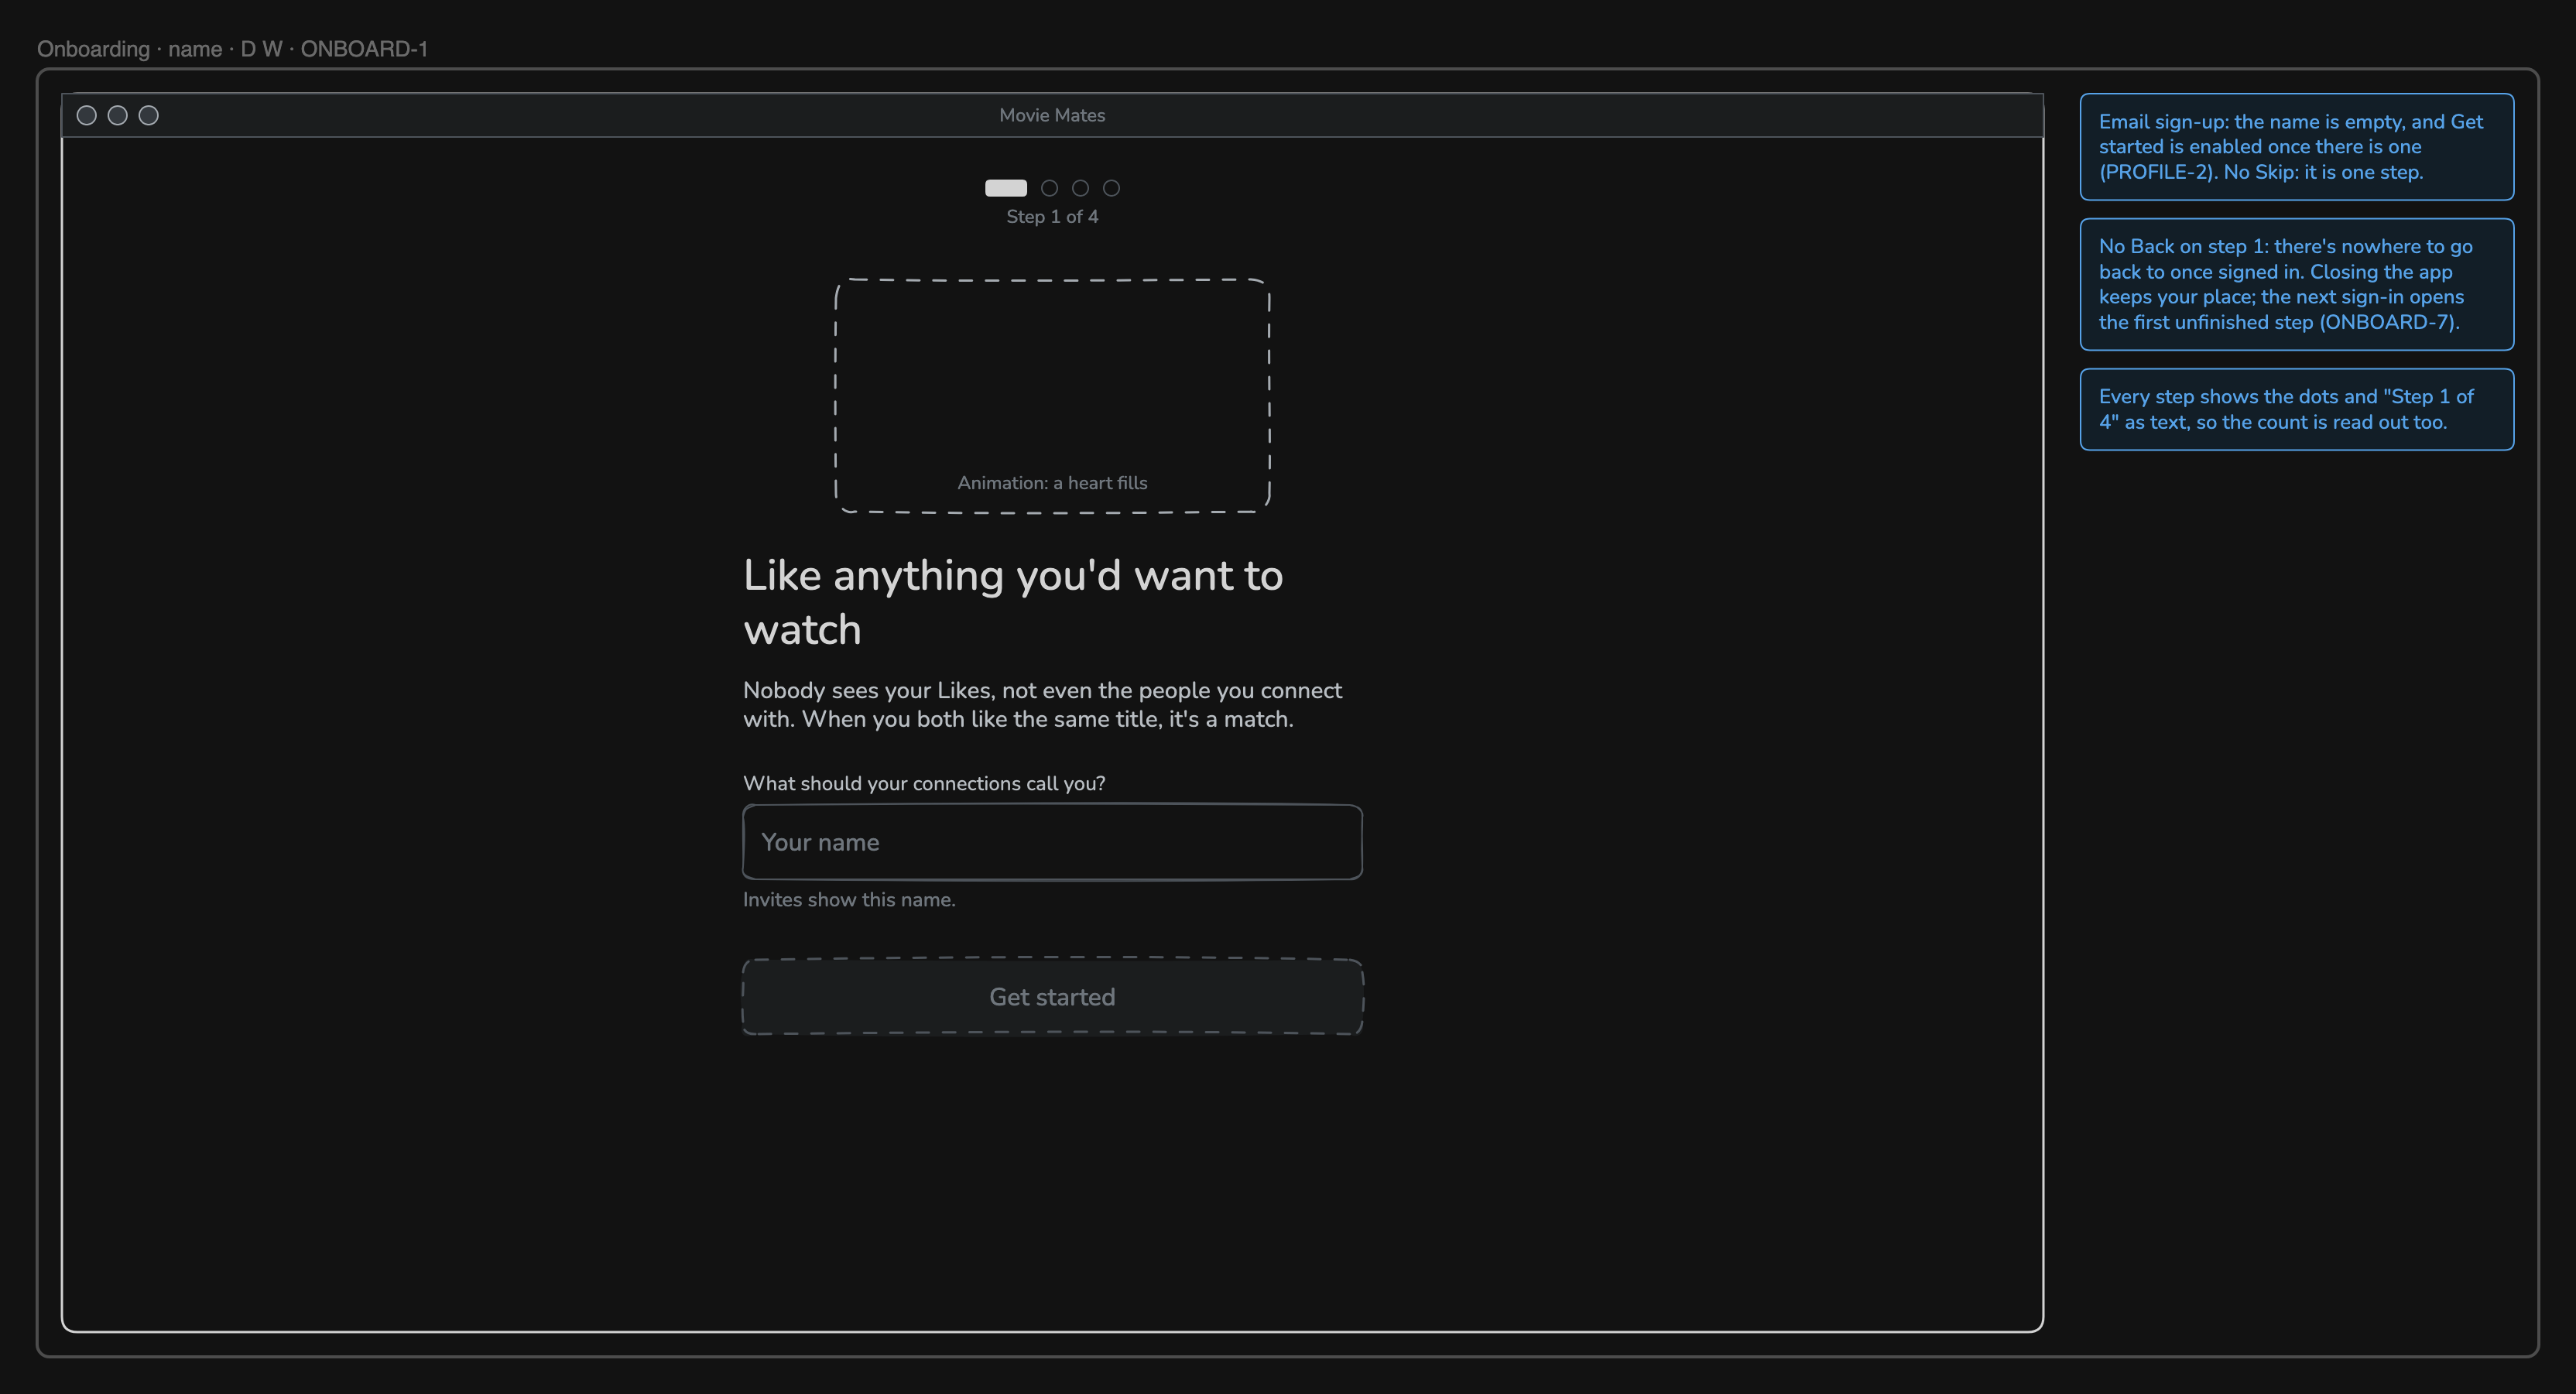 Onboarding · name · D W · ONBOARD-1
Movie Mates
Step 1 of 4
Animation: a heart fills
Like anything you'd want to
watch
Nobody sees your Likes, not even the people you connect
with. When you both like the same title, it's a match.
What should your connections call you?
Your name
Invites show this name.
Get started
Email sign-up: the name is empty, and Get
started is enabled once there is one
(PROFILE-2). No Skip: it is one step.
No Back on step 1: there's nowhere to go
back to once signed in. Closing the app
keeps your place; the next sign-in opens
the first unfinished step (ONBOARD-7).
Every step shows the dots and "Step 1 of
4" as text, so the count is read out too.